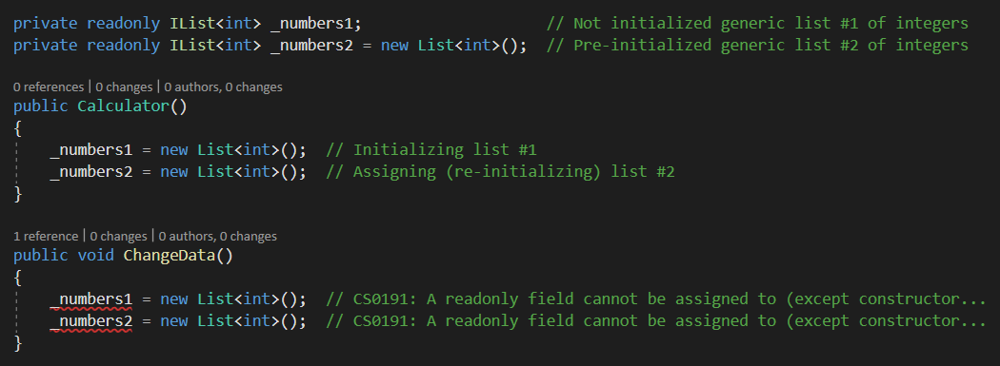 private readonly IList<int> _numbers1; // Not initialized generic list #1 of integers
private readonly IList<int> _numbers2 = new List<int>(); // Pre-initialized generic list #2 of integers
0 references | 0 changes | 0 authors, 0 changes
public Calculator()
{
_numbers1 = new List<int>(); // Initializing list #1
_numbers2 = new List<int>(); // Assigning (re-initializing) list #2
}
1 reference | 0 changes | 0 authors, 0 changes
public void ChangeData()
{
_numbers1 = new List<int>(); // CS0191: A readonly field cannot be assigned to (except constructor...
_numbers2 = new List<int>(); // CS0191: A readonly field cannot be assigned to (except constructor...
}